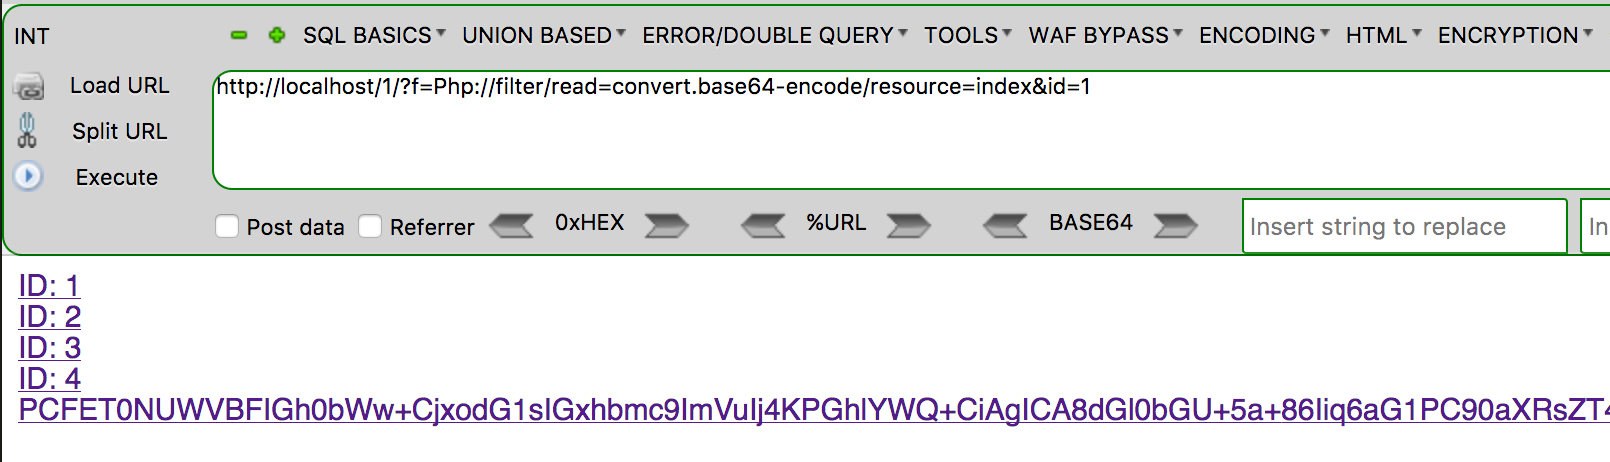 INT SQL BASICS UNION BASED ERROR/DOUBLE QUERY TOOLS WAF BYPASS ENCODING HTML ENCRYPTION
Load URL http://localhost/1/?f=Php://filter/read=convert.base64-encode/resource=index&id=1
Split URL
Execute
Post data Referrer 0xHEX %URL BASE64 Insert string to replace In
ID: 1
ID: 2
ID: 3
ID: 4
PCFET0NUWVBFIGh0bWw+CjxodG1sIGxhbmc9ImVuIj4KPGhlYWQ+CiAgICA8dGl0bGU+5a+86Iiq6aG1PC90aXRsZT4